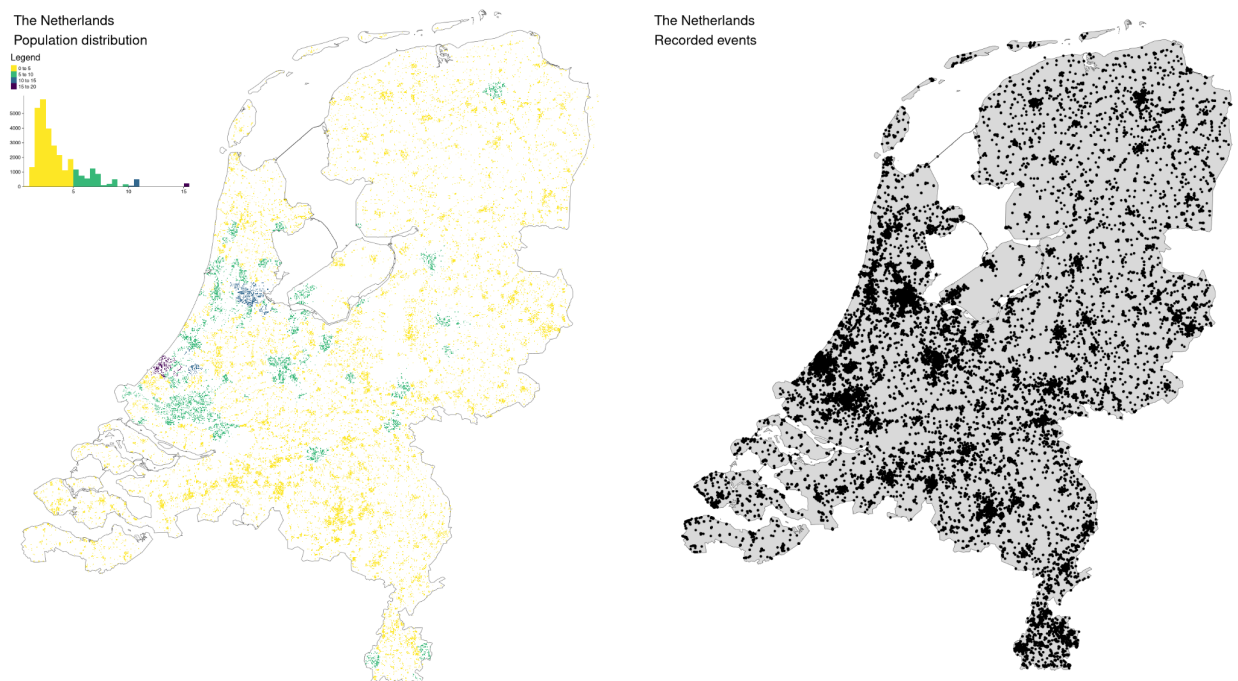 The Netherlands
Population distribution
Legend
0 to 5
5 to 10
10 to 15
15 to 20
5000
4000
3000
2000
1000
0
5
10
15
The Netherlands
Recorded events